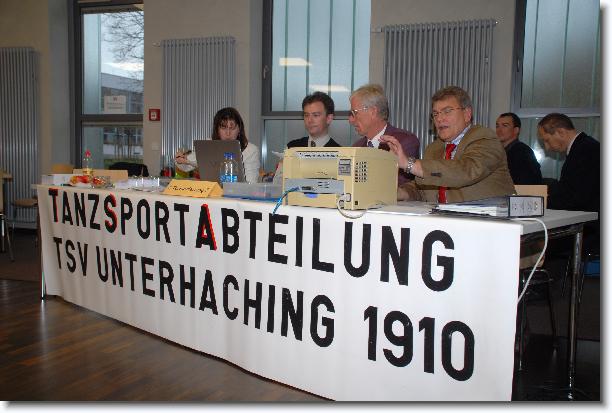 TANZSPORTABTEILUNG
TSV UNTERHACHING 1910